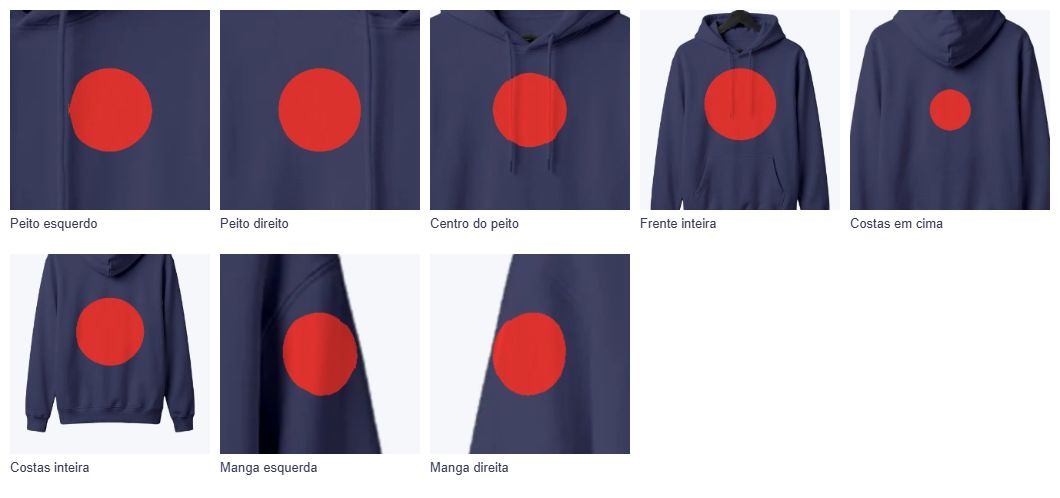 Peito esquerdo
Peito direito
Centro do peito
Frente inteira
Costas em cima
Costas inteira
Manga esquerda
Manga direita